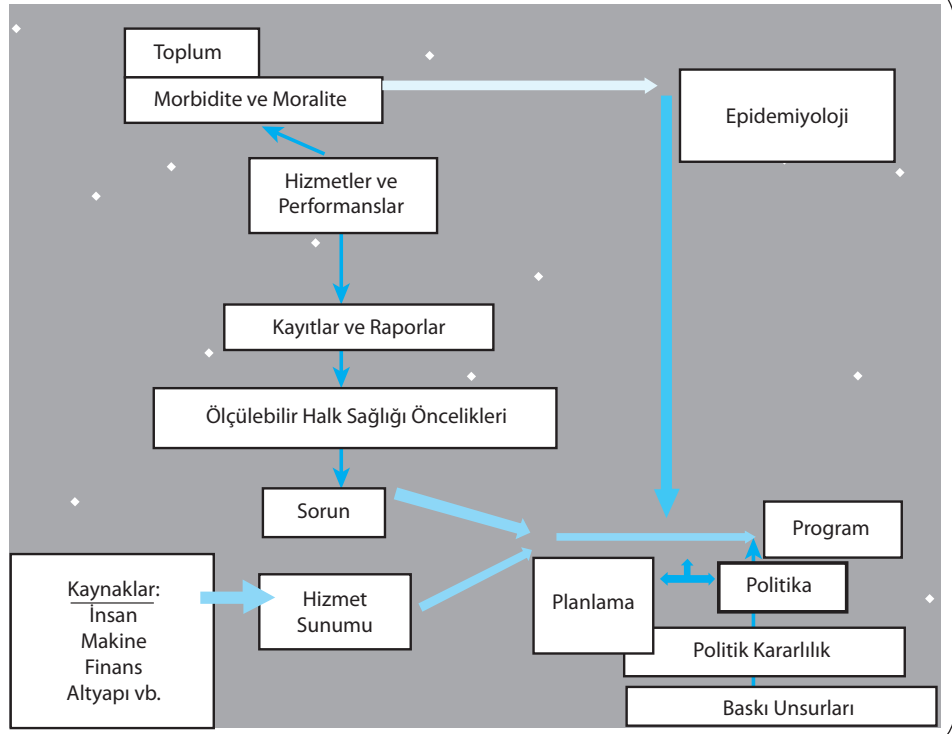 Toplum
Morbidite ve Moralite
Epidemiyoloji
Hizmetler ve
Performanslar
Kayıtlar ve Raporlar
Ölçülebilir Halk Sağlığı Öncelikleri
Sorun
Program
Kaynaklar:
İnsan
Makine
Finans
Altyapı vb.
Hizmet
Sunumu
Planlama
Politika
Politik Kararlılık
Baskı Unsurları